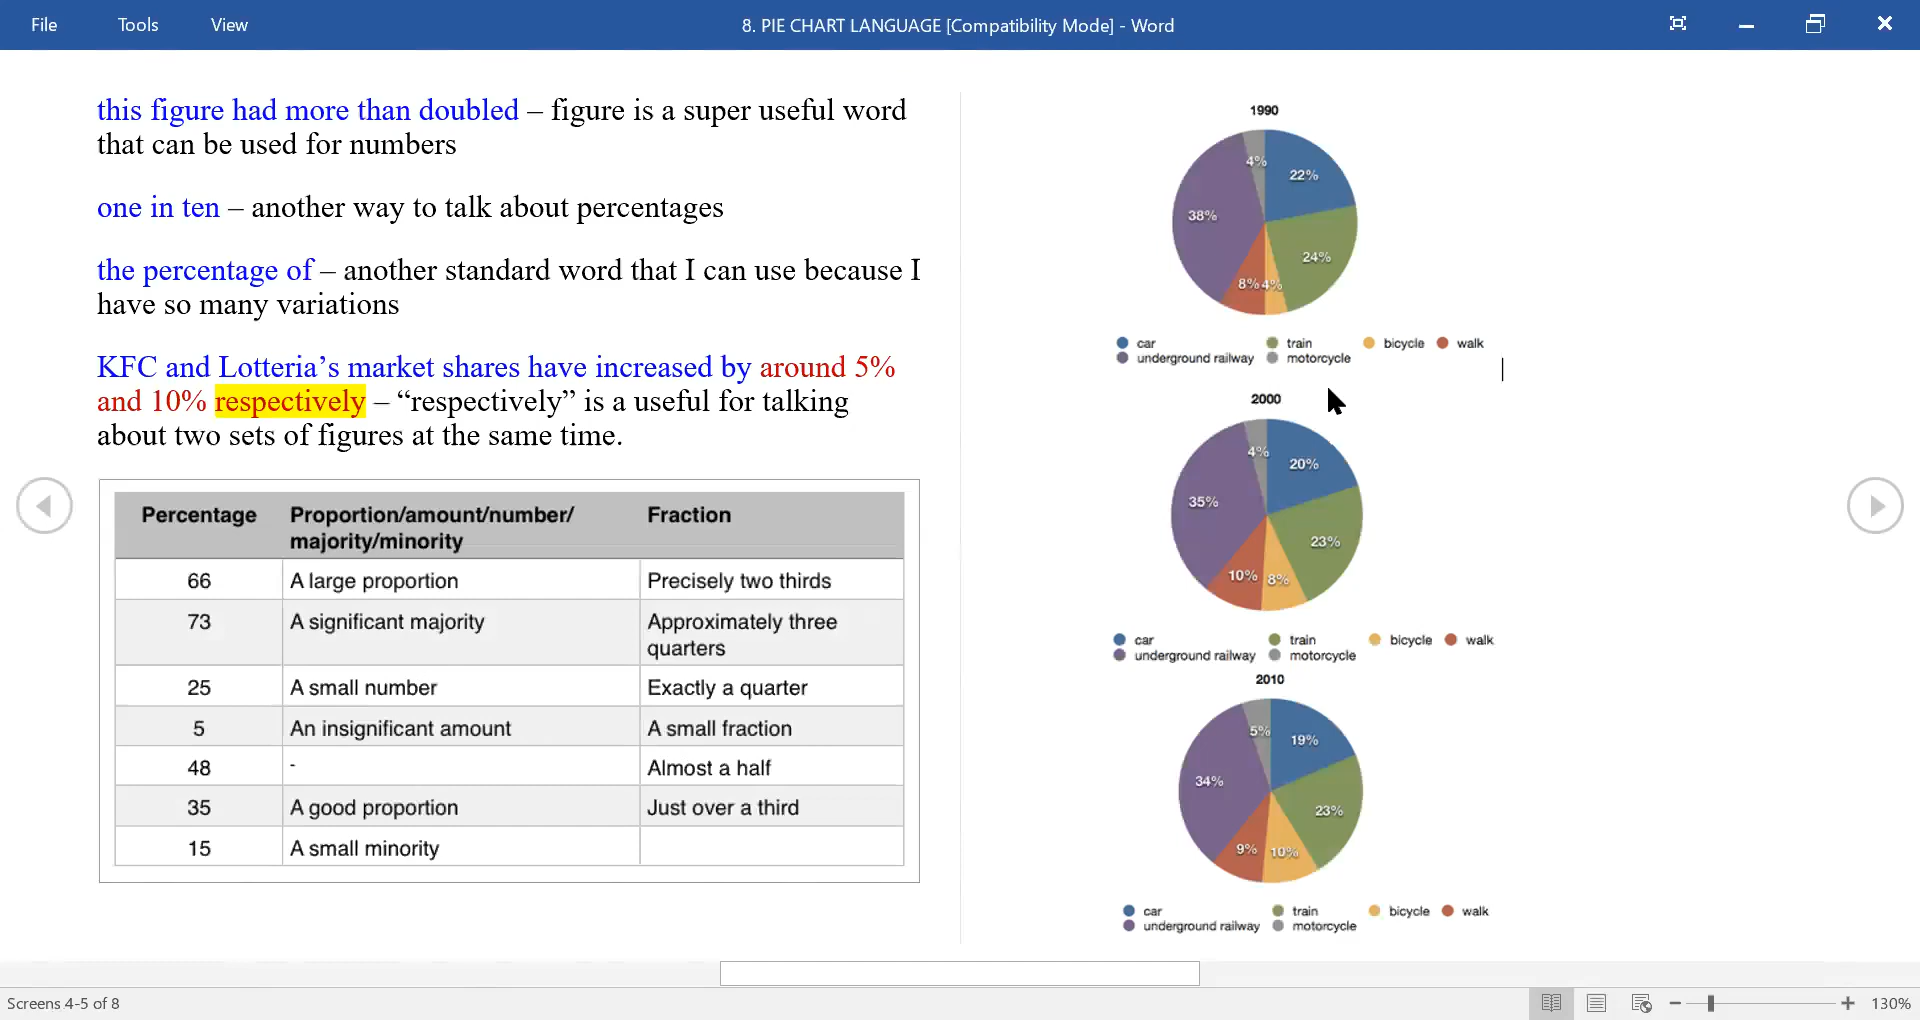 File Tools View 8. PIE CHART LANGUAGE [Compatibility Mode] - Word
this figure had more than doubled – figure is a super useful word
that can be used for numbers
one in ten – another way to talk about percentages
the percentage of – another standard word that I can use because I
have so many variations
KFC and Lotteria’s market shares have increased by around 5%
and 10% respectively – “respectively” is a useful for talking
about two sets of figures at the same time.
Percentage Proportion/amount/number/ Fraction
majority/minority
66 A large proportion Precisely two thirds
73 A significant majority Approximately three
quarters
25 A small number Exactly a quarter
5 An insignificant amount A small fraction
48 - Almost a half
35 A good proportion Just over a third
15 A small minority
1990
4%
22%
38%
24%
8% 4%
car train bicycle walk
underground railway motorcycle
2000
4%
20%
35%
23%
10% 8%
car train bicycle walk
underground railway motorcycle
2010
5%
19%
34%
23%
9% 10%
car train bicycle walk
underground railway motorcycle
Screens 4-5 of 8
130%